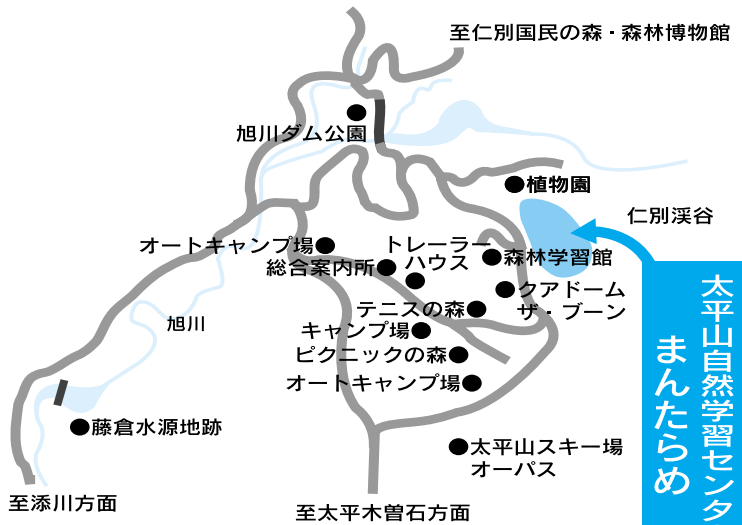 至仁別国民の森・森林博物館
旭川ダム公園
植物園
仁別渓谷
オートキャンプ場
トレーラー
ハウス
総合案内所
森林学習館
クアドーム
ザ・ブーン
テニスの森
旭川
キャンプ場
ピクニックの森
オートキャンプ場
藤倉水源地跡
太平山スキー場
オーパス
至添川方面
至太平木曽石方面
太平山自然学習センタ
まんたらめ